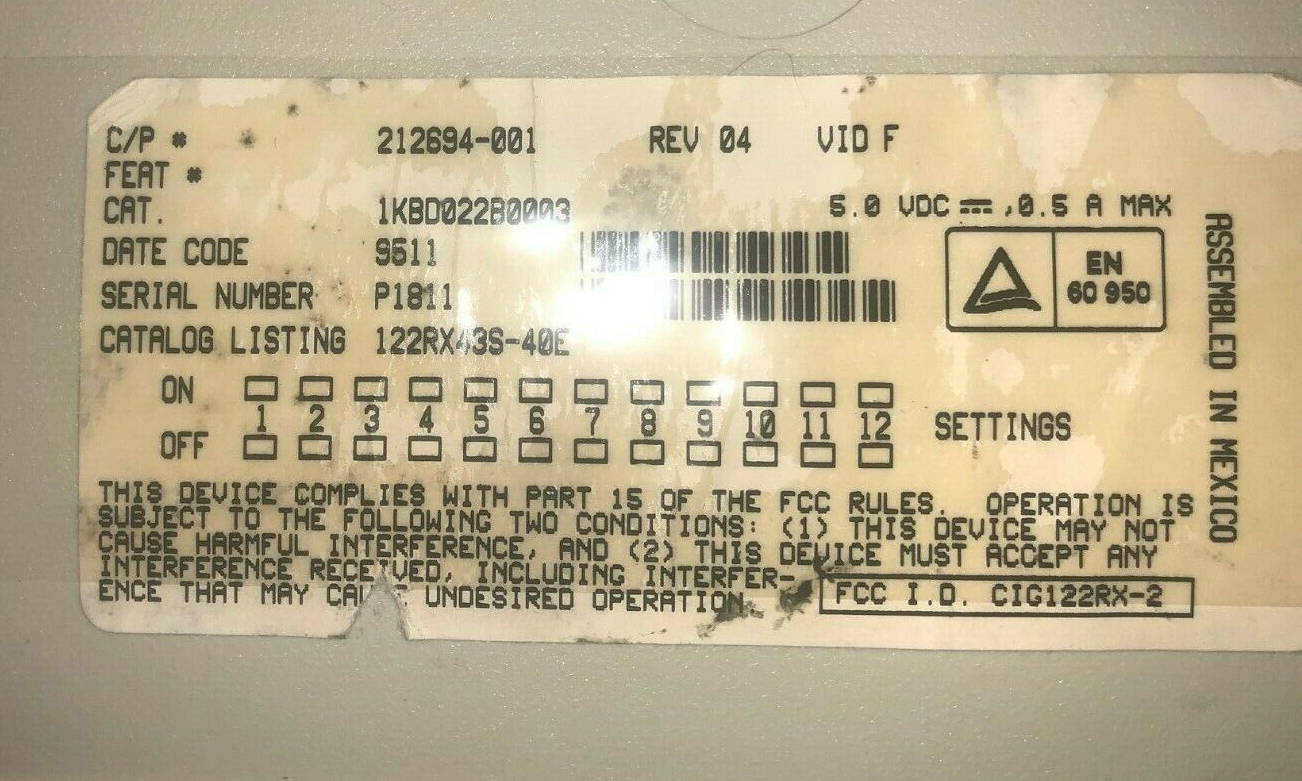 C/P # 212694-001 REV 04 VID F
FEAT #
CAT. 1KBD022B0003
5.0 VDC ⎓ ,0.5 A MAX
DATE CODE 9511
SERIAL NUMBER P1811
CATALOG LISTING 122RX43S-40E
EN
60 950
ASSEMBLED IN MEXICO
ON
1 2 3 4 5 6 7 8 9 10 11 12 SETTINGS
OFF
THIS DEVICE COMPLIES WITH PART 15 OF THE FCC RULES. OPERATION IS
SUBJECT TO THE FOLLOWING TWO CONDITIONS: (1) THIS DEVICE MAY NOT
CAUSE HARMFUL INTERFERENCE, AND (2) THIS DEVICE MUST ACCEPT ANY
INTERFERENCE RECEIVED, INCLUDING INTERFER-
ENCE THAT MAY UNDESIRED OPERATION
FCC I.D. CIG122RX-2